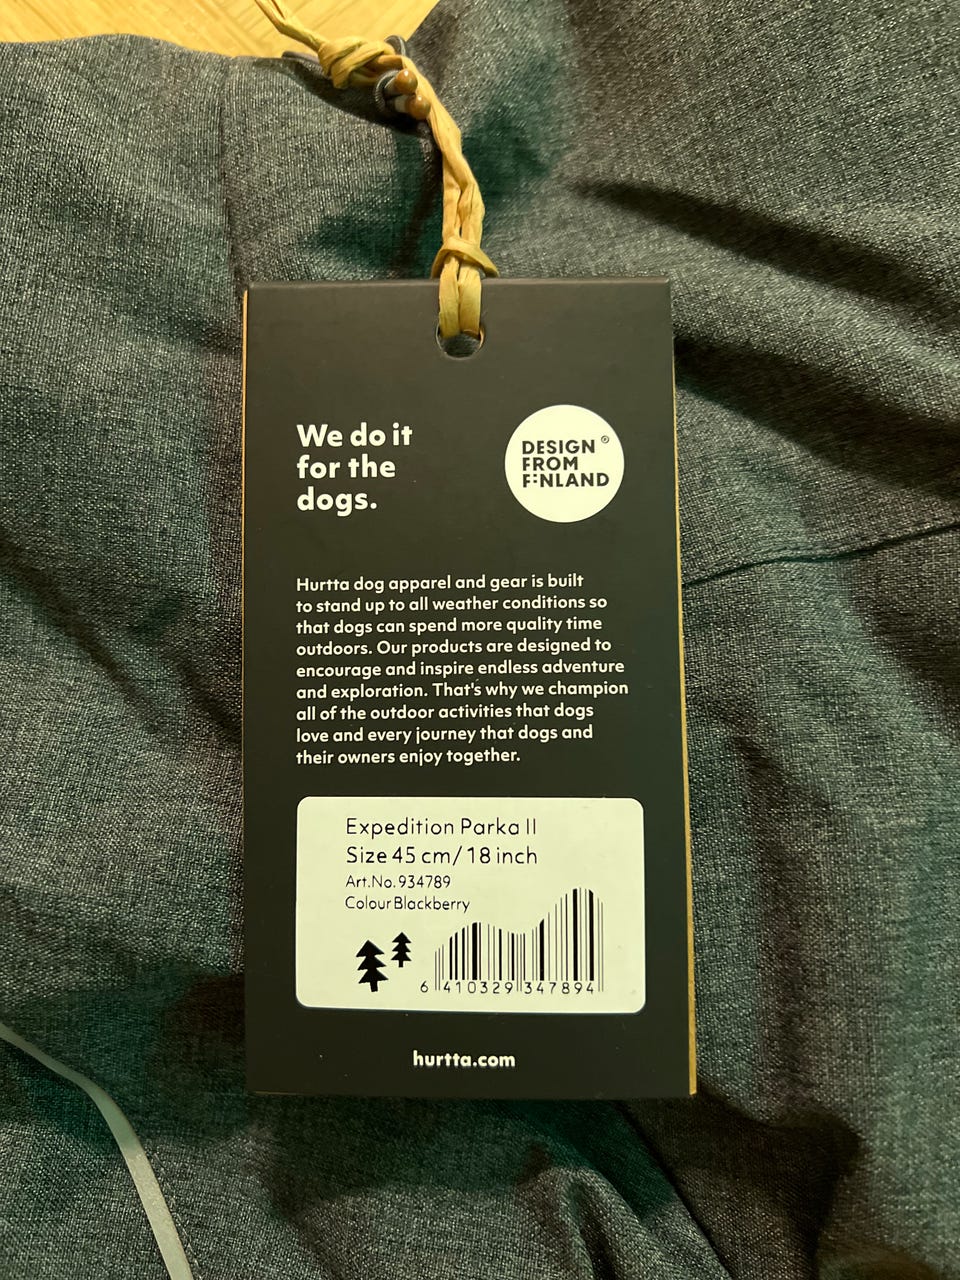 We do it
for the
dogs.
DESIGN ®
FROM
FINLAND
Hurtta dog apparel and gear is built
to stand up to all weather conditions so
that dogs can spend more quality time
outdoors. Our products are designed to
encourage and inspire endless adventure
and exploration. That's why we champion
all of the outdoor activities that dogs
love and every journey that dogs and
their owners enjoy together.
Expedition Parka II
Size 45 cm/ 18 inch
Art.No. 934789
Colour Blackberry
6 410329 347894
hurtta.com